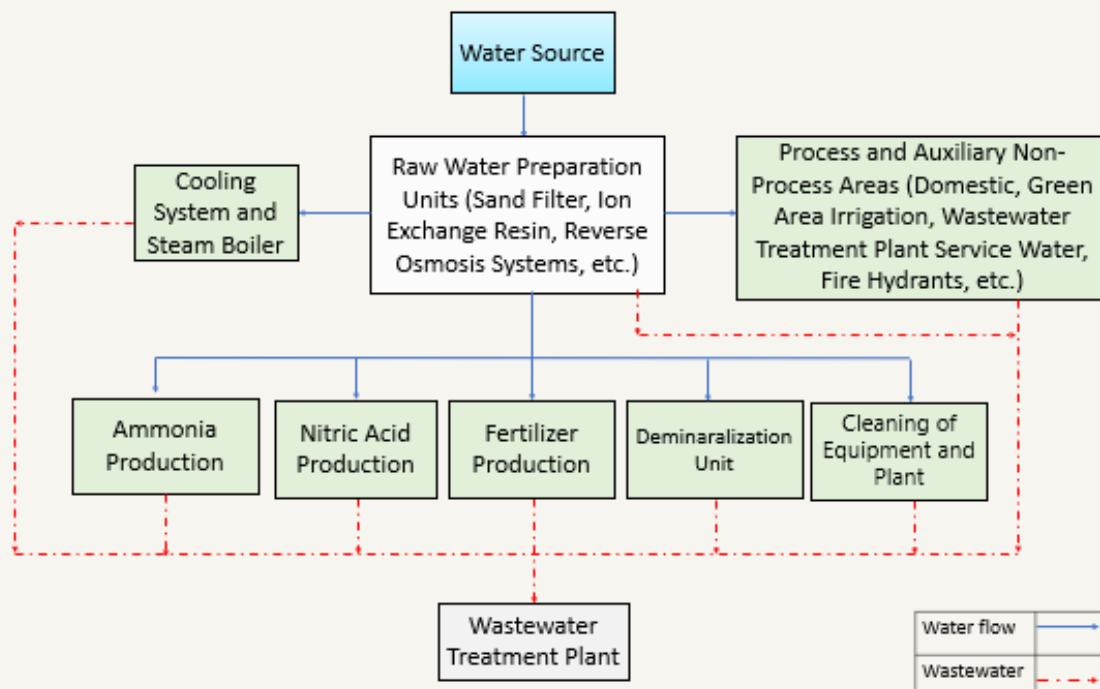 Water Source
Cooling
System and
Steam Boiler
Raw Water Preparation
Units (Sand Filter, Ion
Exchange Resin, Reverse
Osmosis Systems, etc.)
Process and Auxiliary Non-
Process Areas (Domestic, Green
Area Irrigation, Wastewater
Treatment Plant Service Water,
Fire Hydrants, etc.)
Ammonia
Production
Nitric Acid
Production
Fertilizer
Production
Deminaralization
Unit
Cleaning of
Equipment and
Plant
Wastewater
Treatment Plant
Water flow
Wastewater